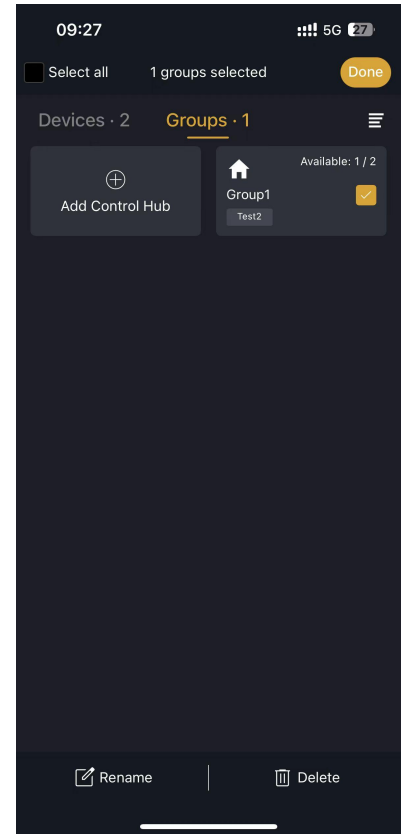 09:27 5G 27
Select all 1 groups selected Done
Devices · 2 Groups · 1
Available: 1 / 2
Add Control Hub
Group1
Test2
Rename Delete